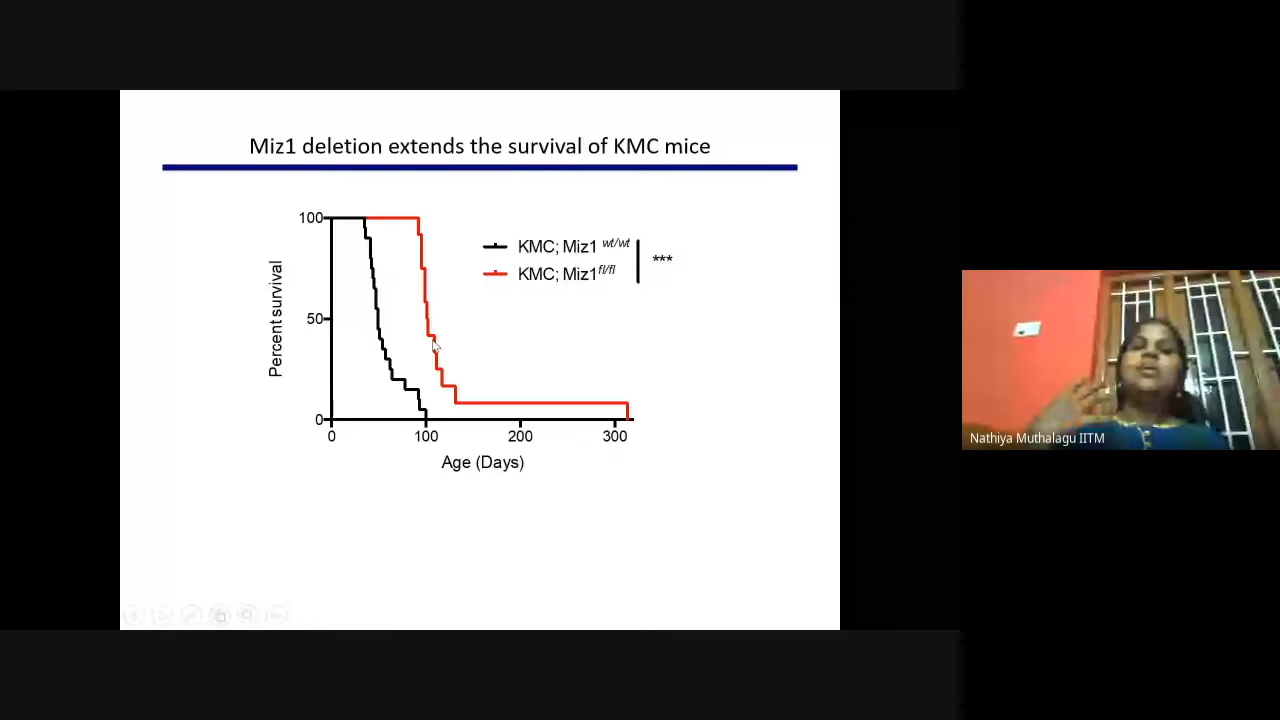 Miz1 deletion extends the survival of KMC mice
100
50
0
Percent survival
KMC; Miz1 wt/wt
KMC; Miz1 fl/fl
***
0 100 200 300
Age (Days)
Nathiya Muthalagu IITM